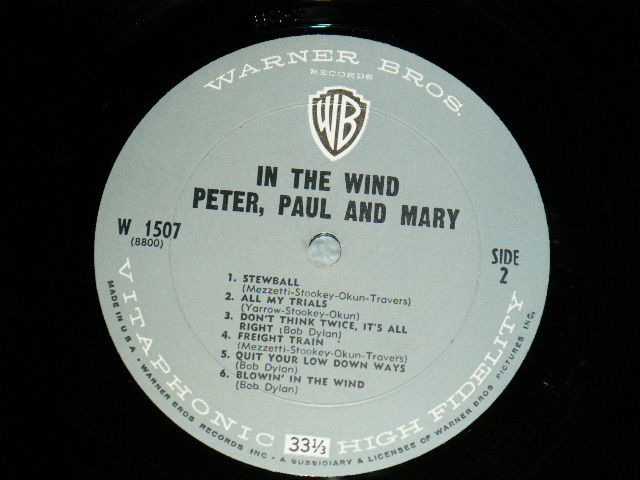 WARNER BROS.
RECORDS
WB
IN THE WIND
PETER, PAUL AND MARY
W 1507
(8800)
SIDE
2
1. STEWBALL
(Mezzetti-Stookey-Okun-Travers)
2. ALL MY TRIALS
(Yarrow-Stookey-Okun)
3. DON'T THINK TWICE, IT'S ALL
RIGHT (Bob Dylan)
4. FREIGHT TRAIN
(Mezzetti-Stookey-Okun-Travers)
5. QUIT YOUR LOW DOWN WAYS
(Bob Dylan)
6. BLOWIN' IN THE WIND
(Bob Dylan)
VITAPHONIC HIGH FIDELITY
33⅓
MADE IN U.S.A. • WARNER BROS. RECORDS INC. • A SUBSIDIARY & LICENSEE OF WARNER BROS. PICTURES INC.